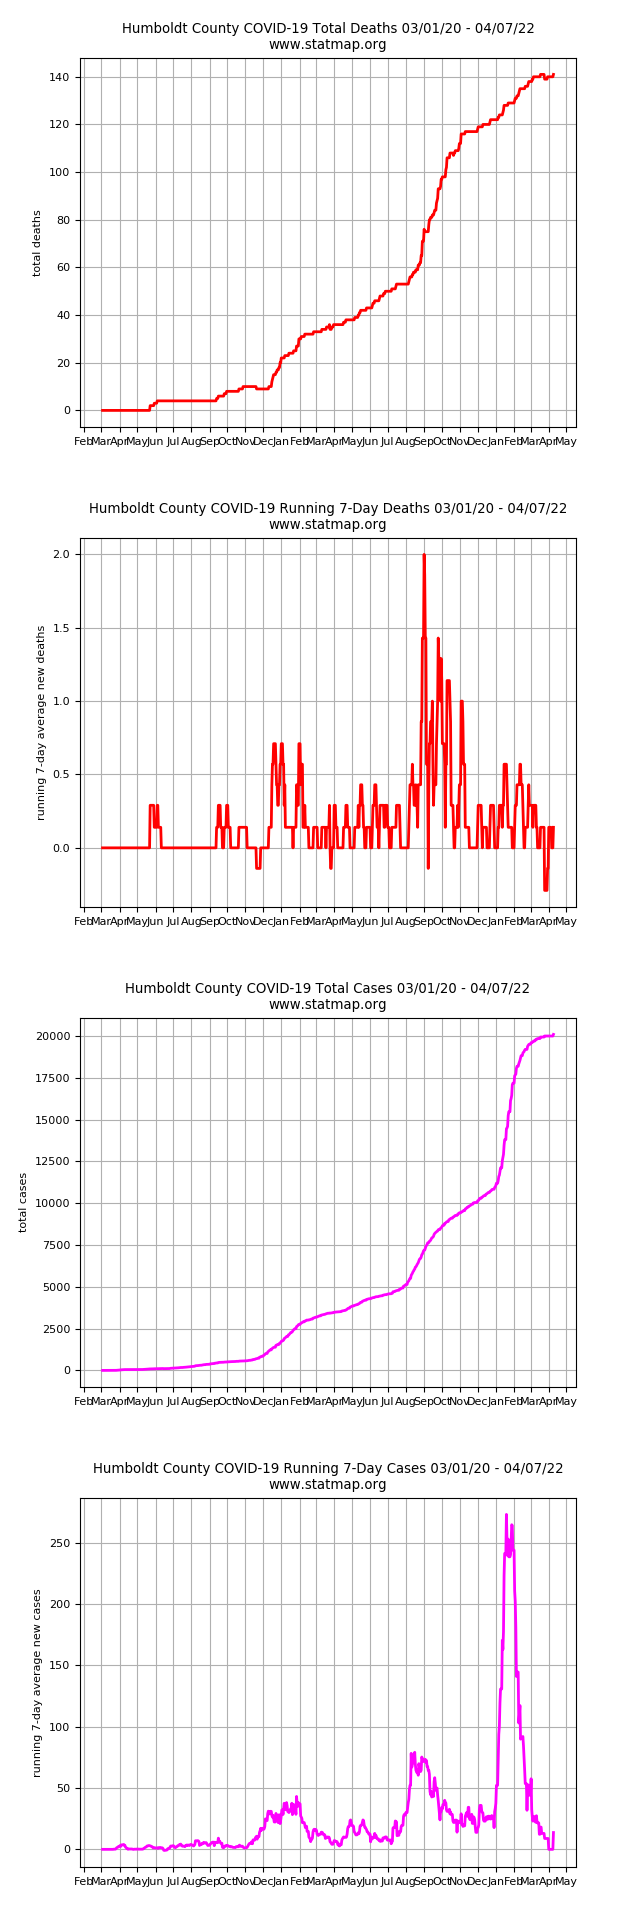 Humboldt County COVID-19 Total Deaths 03/01/20 - 04/07/22
www.statmap.org
140
120
100
80
60
40
20
0
total deaths
Feb Mar Apr May Jun Jul Aug Sep Oct Nov Dec Jan Feb Mar Apr May Jun Jul Aug Sep Oct Nov Dec Jan Feb Mar Apr May
Humboldt County COVID-19 Running 7-Day Deaths 03/01/20 - 04/07/22
www.statmap.org
2.0
1.5
1.0
0.5
0.0
running 7-day average new deaths
Feb Mar Apr May Jun Jul Aug Sep Oct Nov Dec Jan Feb Mar Apr May Jun Jul Aug Sep Oct Nov Dec Jan Feb Mar Apr May
Humboldt County COVID-19 Total Cases 03/01/20 - 04/07/22
www.statmap.org
20000
17500
15000
12500
10000
7500
5000
2500
0
total cases
Feb Mar Apr May Jun Jul Aug Sep Oct Nov Dec Jan Feb Mar Apr May Jun Jul Aug Sep Oct Nov Dec Jan Feb Mar Apr May
Humboldt County COVID-19 Running 7-Day Cases 03/01/20 - 04/07/22
www.statmap.org
250
200
150
100
50
0
running 7-day average new cases
Feb Mar Apr May Jun Jul Aug Sep Oct Nov Dec Jan Feb Mar Apr May Jun Jul Aug Sep Oct Nov Dec Jan Feb Mar Apr May